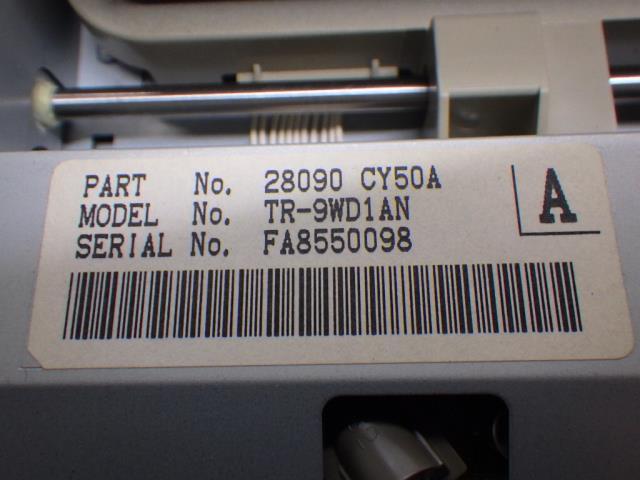 PART No. 28090 CY50A
MODEL No. TR-9WD1AN
SERIAL No. FA8550098
A